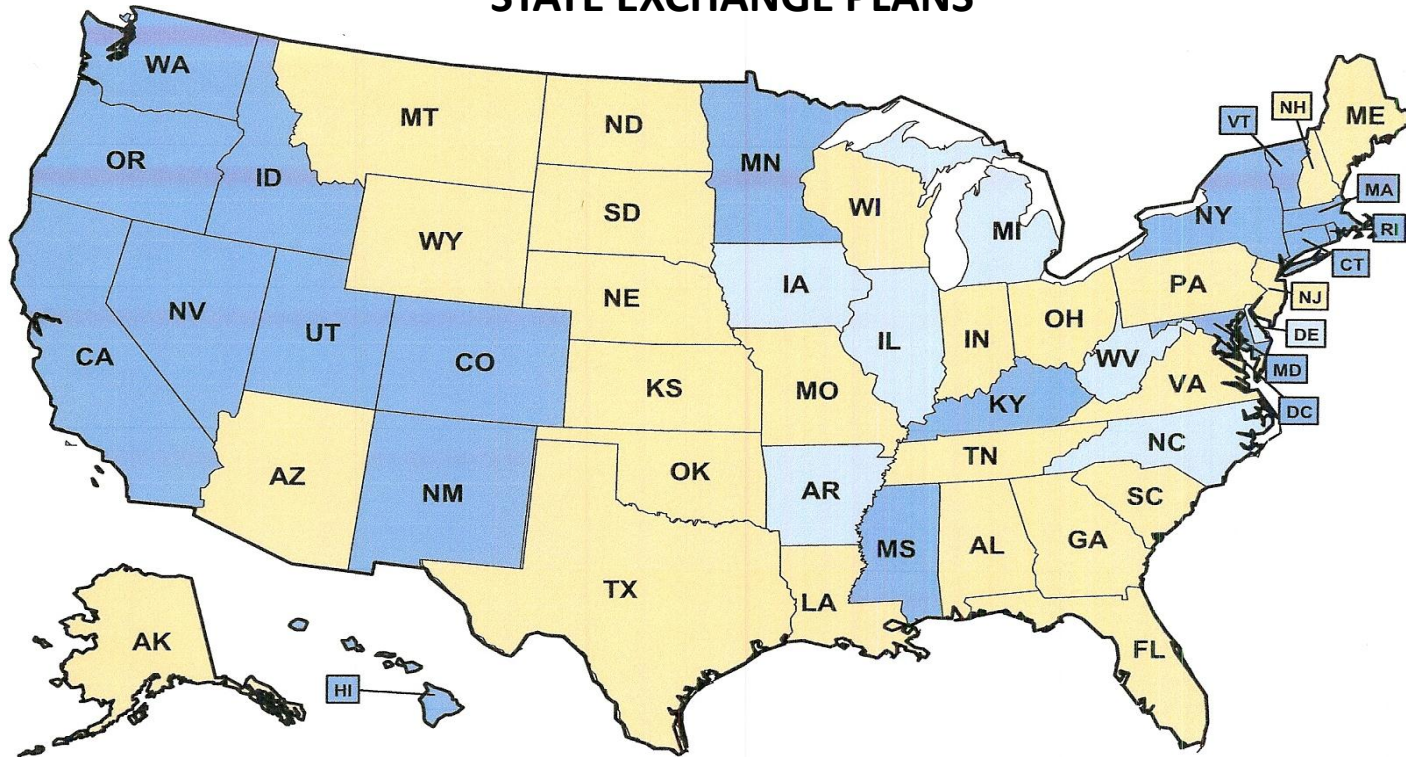 STATE EXCHANGE PLANS
WA
MT
ND
MN
VT
NH
ME
OR
ID
SD
WI
MI
NY
MA
RI
WY
IA
CT
NE
PA
NJ
NV
UT
CO
IL
IN
OH
DE
CA
WV
MD
KS
MO
KY
VA
DC
NC
TN
AZ
NM
OK
AR
SC
MS
AL
GA
TX
LA
FL
AK
HI